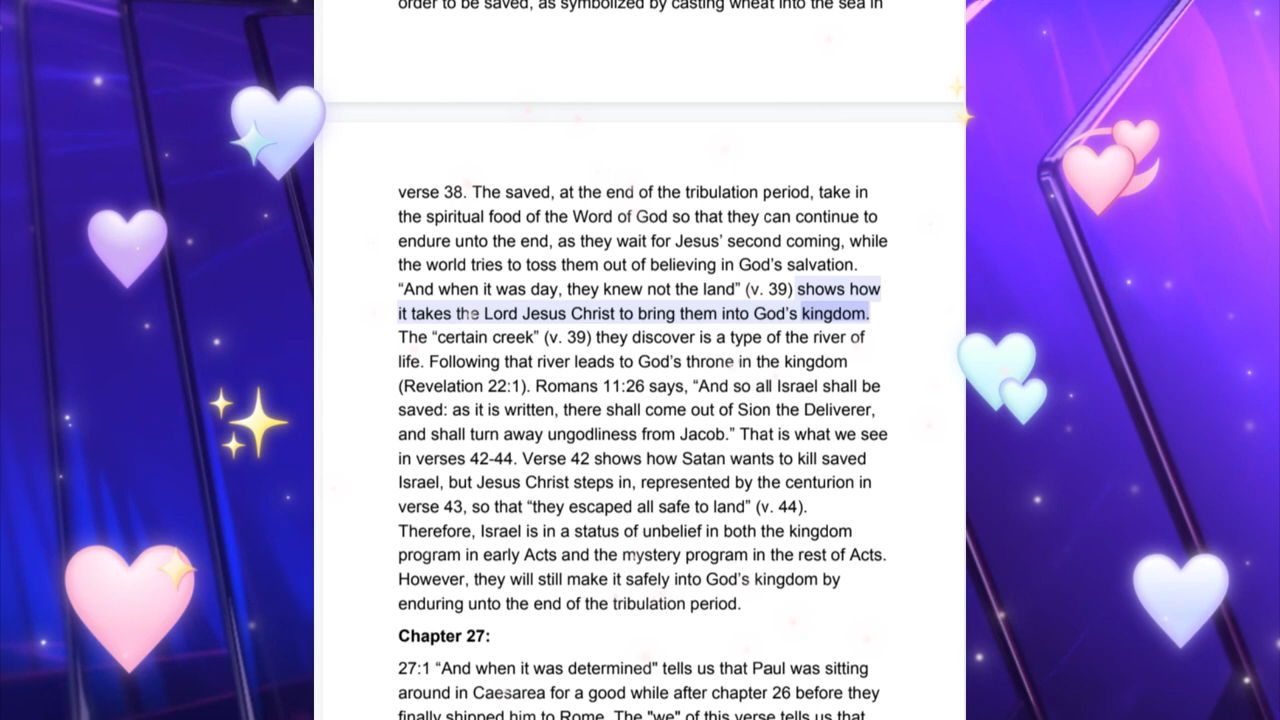 order to be saved, as symbolized by casting wheat into the sea in
verse 38. The saved, at the end of the tribulation period, take in
the spiritual food of the Word of God so that they can continue to
endure unto the end, as they wait for Jesus’ second coming, while
the world tries to toss them out of believing in God’s salvation.
“And when it was day, they knew not the land” (v. 39) shows how
it takes the Lord Jesus Christ to bring them into God’s kingdom.
The “certain creek” (v. 39) they discover is a type of the river of
life. Following that river leads to God’s throne in the kingdom
(Revelation 22:1). Romans 11:26 says, “And so all Israel shall be
saved: as it is written, there shall come out of Sion the Deliverer,
and shall turn away ungodliness from Jacob.” That is what we see
in verses 42-44. Verse 42 shows how Satan wants to kill saved
Israel, but Jesus Christ steps in, represented by the centurion in
verse 43, so that “they escaped all safe to land” (v. 44).
Therefore, Israel is in a status of unbelief in both the kingdom
program in early Acts and the mystery program in the rest of Acts.
However, they will still make it safely into God’s kingdom by
enduring unto the end of the tribulation period.
Chapter 27:
27:1 “And when it was determined" tells us that Paul was sitting
around in Caesarea for a good while after chapter 26 before they
finally shipped him to Rome. The "we" of this verse tells us that